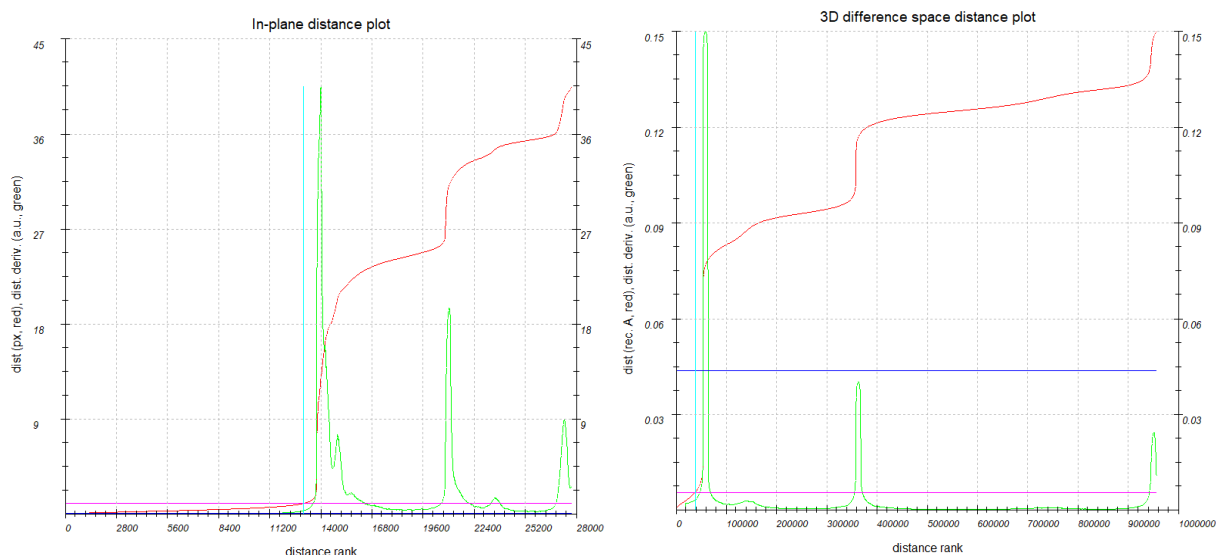 In-plane distance plot
45
36
27
18
9
dist (px, red), dist. deriv. (a.u., green)
45
36
27
18
9
0 2800 5600 8400 11200 14000 16800 19600 22400 25200 28000
distance rank
3D difference space distance plot
0.15
0.12
0.09
0.06
0.03
dist (rec. A, red), dist. deriv. (a.u., green)
0.15
0.12
0.09
0.06
0.03
0 100000 200000 300000 400000 500000 600000 700000 800000 900000 1000000
distance rank